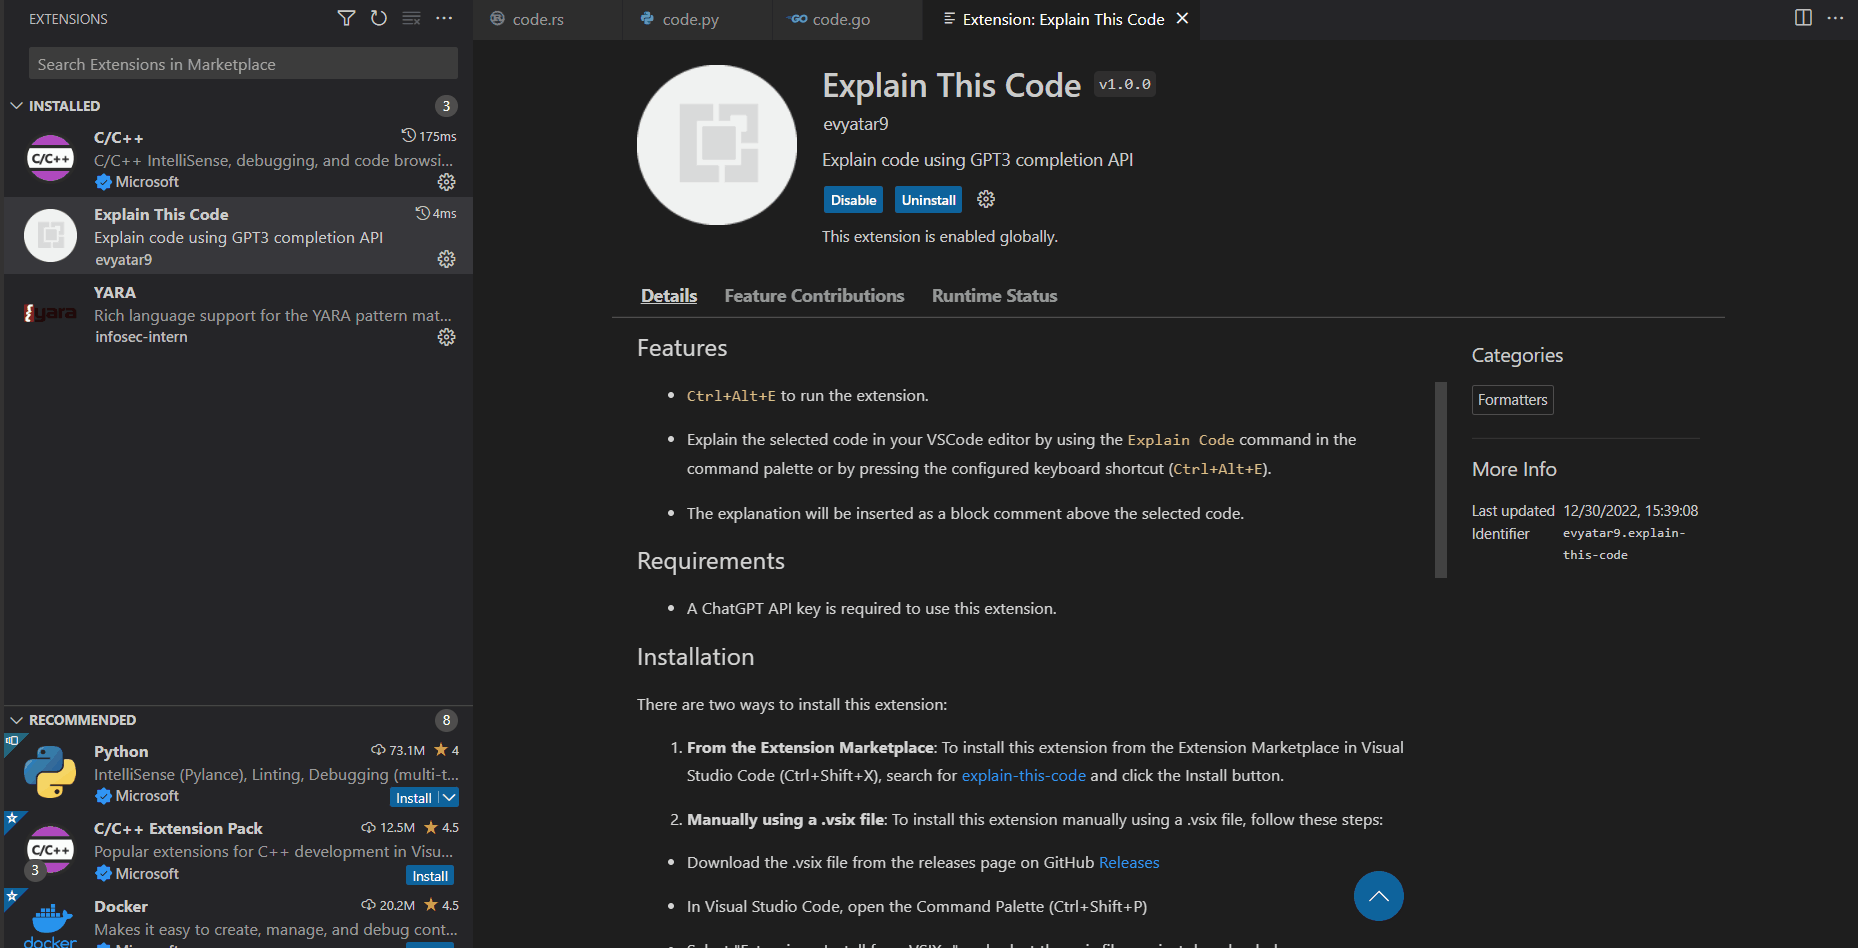 EXTENSIONS
Search Extensions in Marketplace
INSTALLED 3
C/C++ 175ms
C/C++ IntelliSense, debugging, and code browsi...
Microsoft
Explain This Code 4ms
Explain code using GPT3 completion API
evyatar9
YARA
Rich language support for the YARA pattern mat...
infosec-intern
RECOMMENDED 8
Python 73.1M 4
IntelliSense (Pylance), Linting, Debugging (multi-t...
Microsoft Install
C/C++ Extension Pack 12.5M 4.5
C/C++
3
Popular extensions for C++ development in Visu...
Microsoft Install
Docker 20.2M 4.5
docker
Makes it easy to create, manage, and debug cont...
code.rs code.py code.go Extension: Explain This Code
Explain This Code v1.0.0
evyatar9
Explain code using GPT3 completion API
Disable Uninstall
This extension is enabled globally.
Details Feature Contributions Runtime Status
Features
Ctrl+Alt+E to run the extension.
Explain the selected code in your VSCode editor by using the Explain Code command in the
command palette or by pressing the configured keyboard shortcut (Ctrl+Alt+E).
The explanation will be inserted as a block comment above the selected code.
Requirements
A ChatGPT API key is required to use this extension.
Installation
There are two ways to install this extension:
1. From the Extension Marketplace: To install this extension from the Extension Marketplace in Visual
Studio Code (Ctrl+Shift+X), search for explain-this-code and click the Install button.
2. Manually using a .vsix file: To install this extension manually using a .vsix file, follow these steps:
Download the .vsix file from the releases page on GitHub Releases
In Visual Studio Code, open the Command Palette (Ctrl+Shift+P)
Categories
Formatters
More Info
Last updated 12/30/2022, 15:39:08
Identifier evyatar9.explain-
this-code